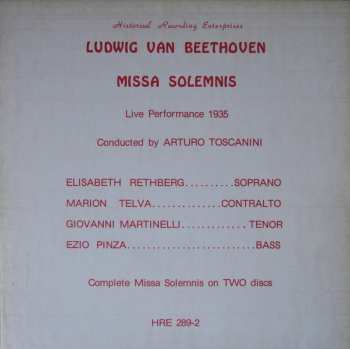 Historical Recording Enterprises
LUDWIG VAN BEETHOVEN
MISSA SOLEMNIS
Live Performance 1935
Conducted by ARTURO TOSCANINI
ELISABETH RETHBERG..........SOPRANO
MARION TELVA..............CONTRALTO
GIOVANNI MARTINELLI.............TENOR
EZIO PINZA..........................BASS
Complete Missa Solemnis on TWO discs
HRE 289-2